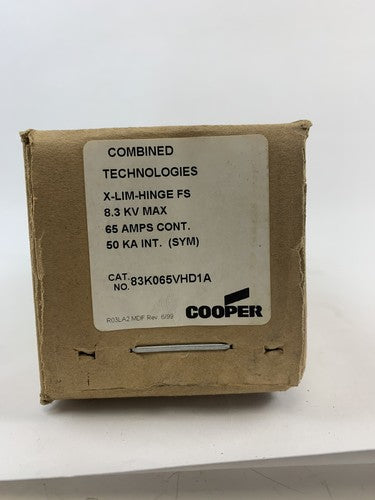 COMBINED
TECHNOLOGIES
X-LIM-HINGE FS
8.3 KV MAX
65 AMPS CONT.
50 KA INT. (SYM)
CAT.
NO. 83K065VHD1A
COOPER
R03LA2.MDF Rev. 6/99